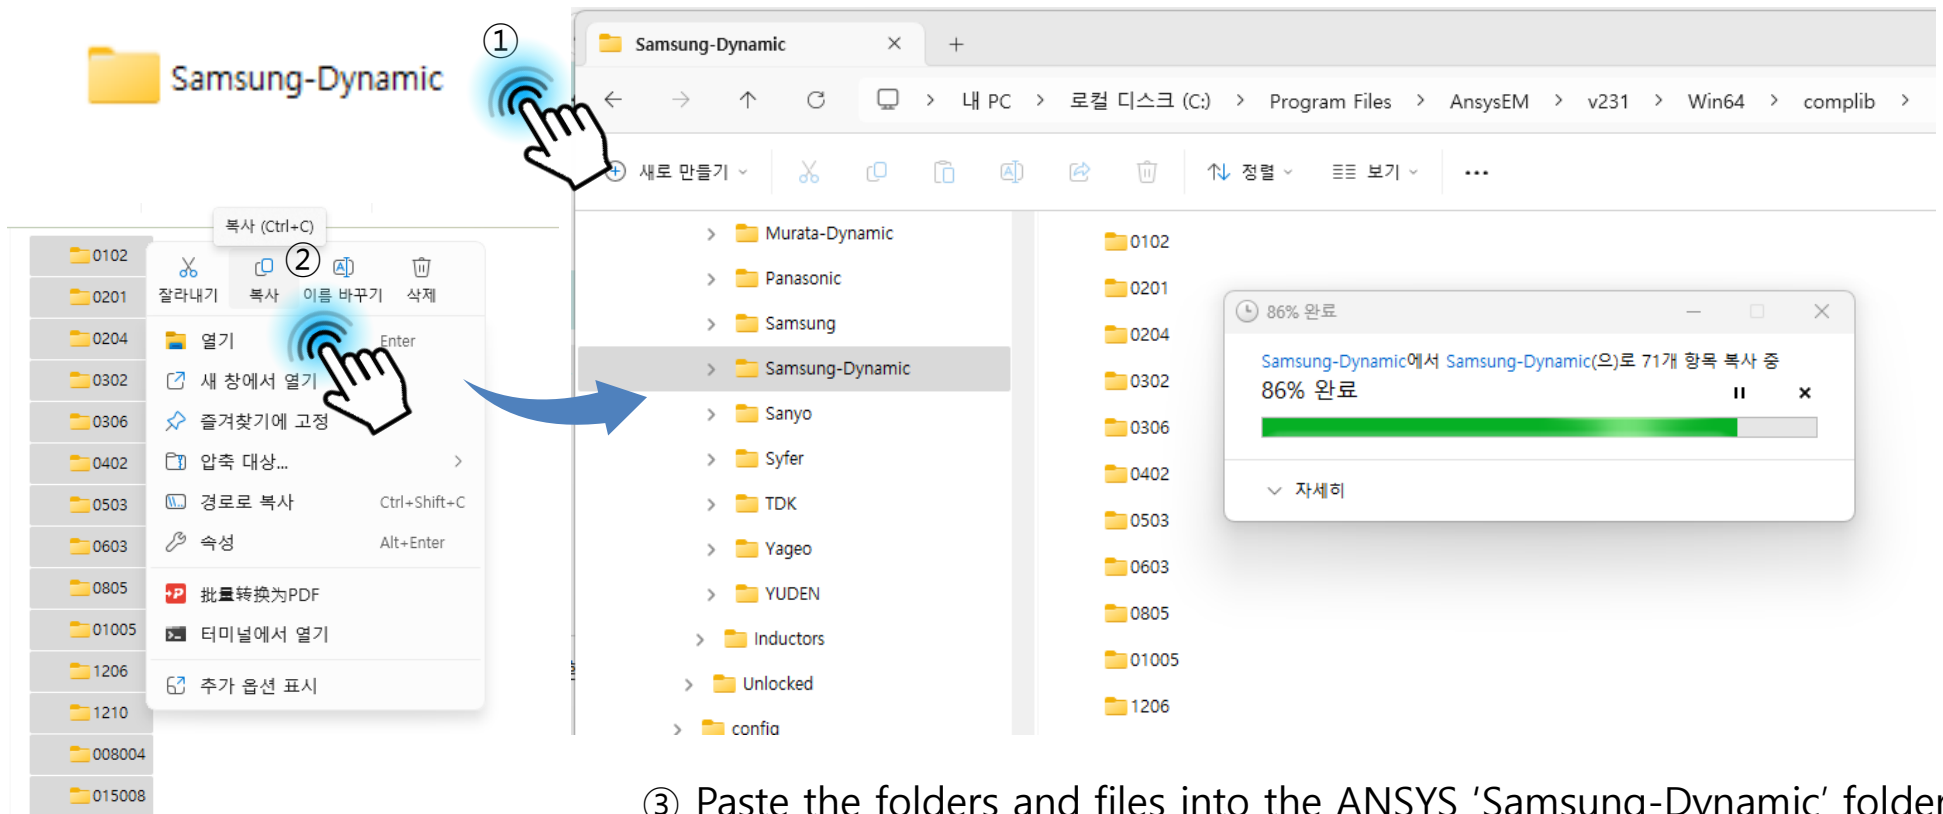 Samsung-Dynamic
①
복사 (Ctrl+C)
②
잘라내기 복사 이름 바꾸기 삭제
열기 Enter
새 창에서 열기
즐겨찾기에 고정
압축 대상...
경로로 복사 Ctrl+Shift+C
속성 Alt+Enter
批量转换为PDF
터미널에서 열기
추가 옵션 표시
0102
0201
0204
0302
0306
0402
0503
0603
0805
01005
1206
1210
008004
015008
Samsung-Dynamic
내 PC > 로컬 디스크 (C:) > Program Files > AnsysEM > v231 > Win64 > complib >
새로 만들기 정렬 보기 ...
Murata-Dynamic
Panasonic
Samsung
Samsung-Dynamic
Sanyo
Syfer
TDK
Yageo
YUDEN
Inductors
Unlocked
config
0102
0201
0204
0302
0306
0402
0503
0603
0805
01005
1206
86% 완료
Samsung-Dynamic에서 Samsung-Dynamic(으)로 71개 항목 복사 중
86% 완료
자세히
③ Paste the folders and files into the ANSYS ‘Samsung-Dynamic’ folder